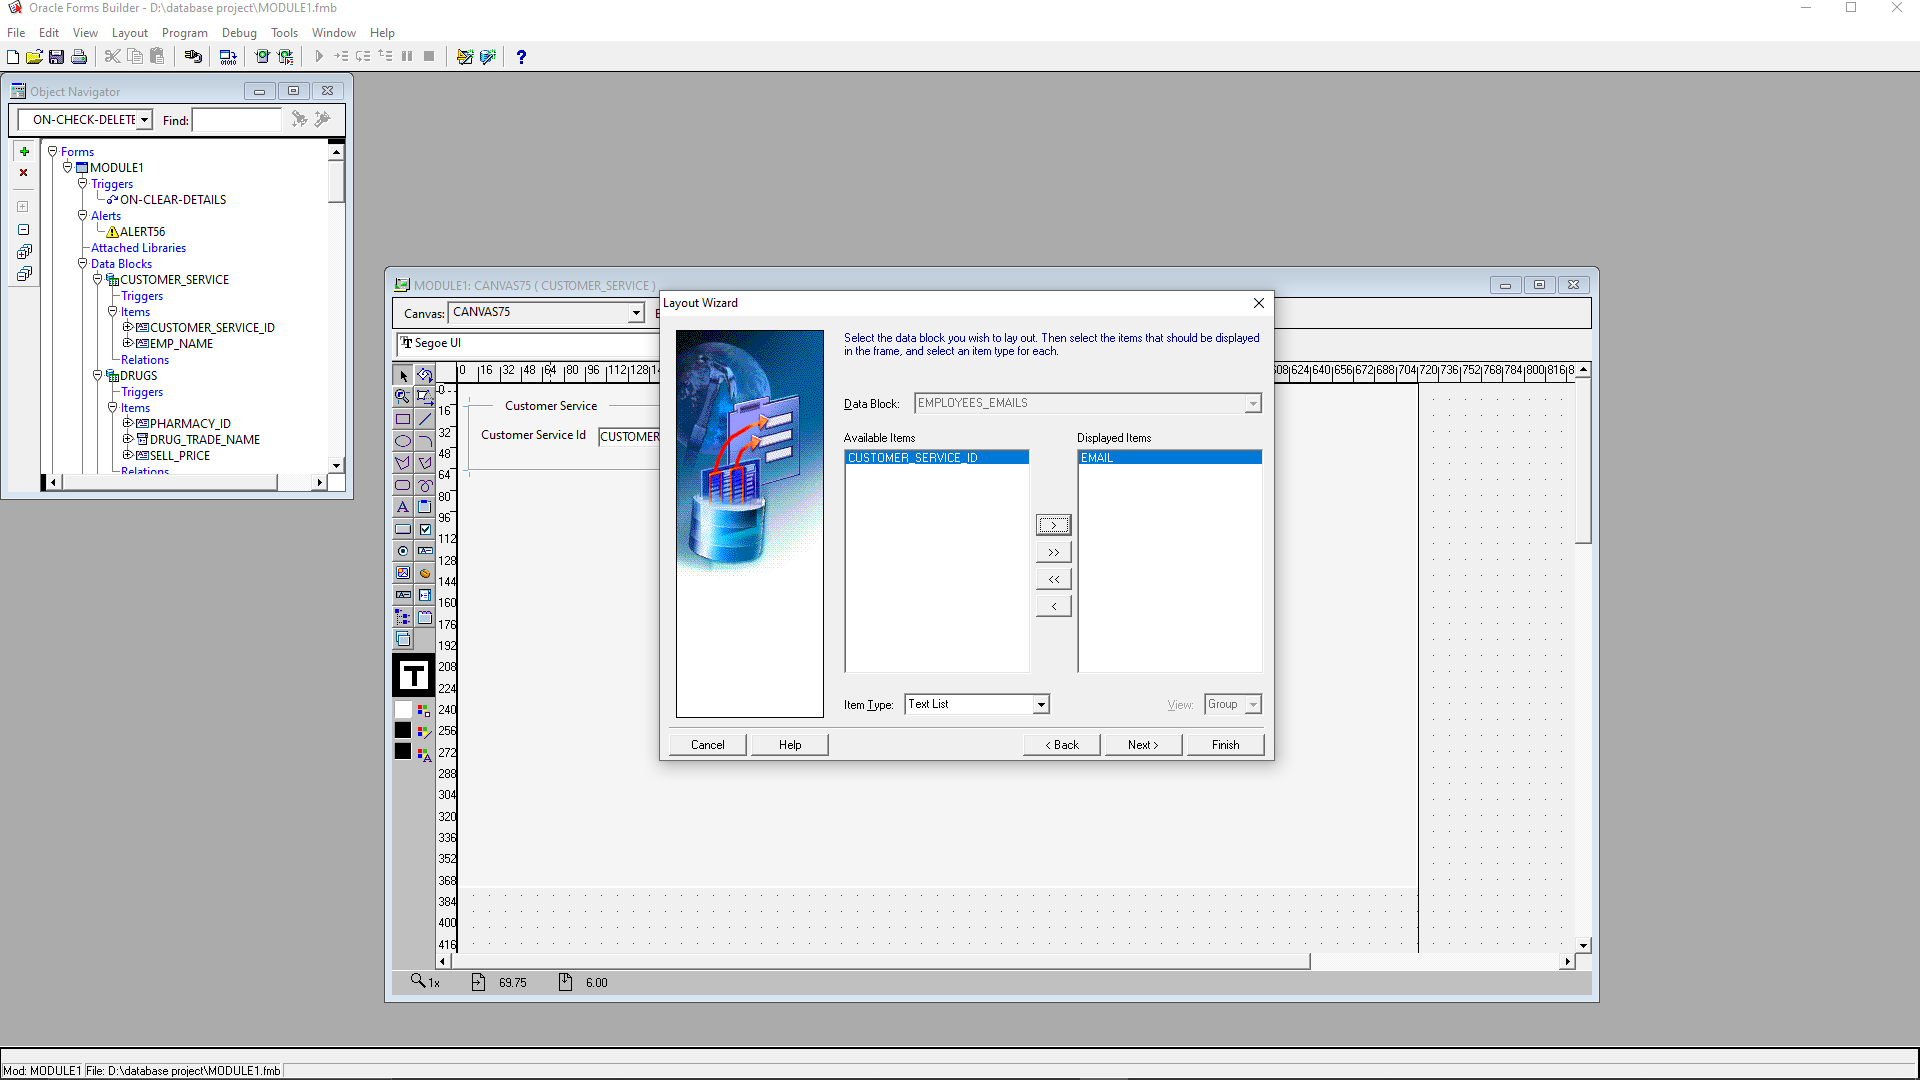 Oracle Forms Builder - D:\database project\MODULE1.fmb
File Edit View Layout Program Debug Tools Window Help
Object Navigator
ON-CHECK-DELETE Find:
Forms
MODULE1
Triggers
ON-CLEAR-DETAILS
Alerts
ALERT56
Attached Libraries
Data Blocks
CUSTOMER_SERVICE
Triggers
Items
CUSTOMER_SERVICE_ID
EMP_NAME
Relations
DRUGS
Triggers
Items
PHARMACY_ID
DRUG_TRADE_NAME
SELL_PRICE
Relations
MODULE1: CANVAS75 ( CUSTOMER_SERVICE )
Canvas: CANVAS75
Segoe UI
0 16 32 48 64 80 96 112 128
608 624 640 656 672 688 704 720 736 752 768 784 800 816
0
16
32
48
64
80
96
112
128
144
160
176
192
208
224
240
256
272
288
304
320
336
352
368
384
400
416
Customer Service
Customer Service Id CUSTOMER
Layout Wizard
Select the data block you wish to lay out. Then select the items that should be displayed
in the frame, and select an item type for each.
Data Block: EMPLOYEES_EMAILS
Available Items Displayed Items
CUSTOMER_SERVICE_ID EMAIL
>
>>
<<
<
Item Type: Text List View: Group
Cancel Help < Back Next > Finish
1x 69.75 6.00
Mod: MODULE1 File: D:\database project\MODULE1.fmb